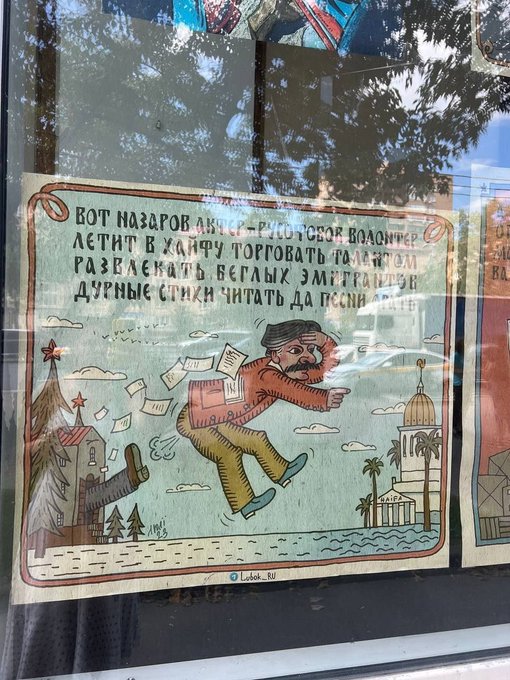 ВОТ НАЗАРОВ АКТЕР-РУСОФОБ ВОЛОНТЕР
ЛЕТИТ В ХАЙФУ ТОРГОВАТЬ ТАЛАНТОМ
РАЗВЛЕКАТЬ БЕГЛЫХ ЭМИГРАНТОВ
ДУРНЫЕ СТИХИ ЧИТАТЬ ДА ПЕСНИ
HAIFA
Lubok_RU